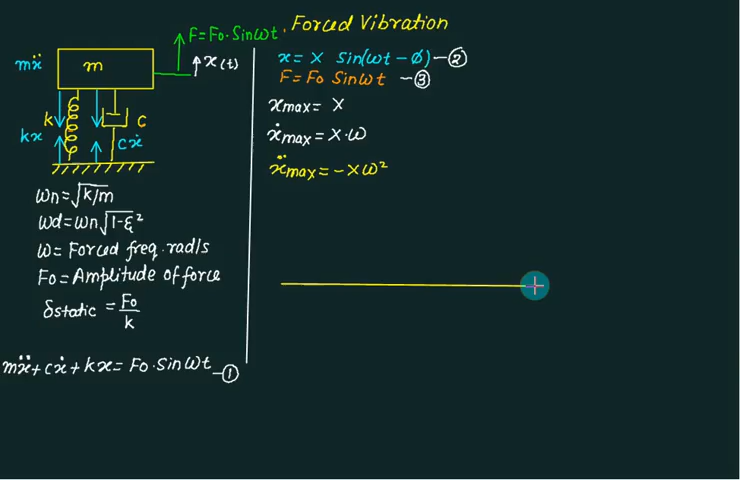 Forced Vibration
F = Fo · Sinωt ·
x(t)
mẍ
m
k
c
kx
cẋ
ωn = √k/m
ωd = ωn√1-ξ²
ω = Forced freq. rad/s
Fo = Amplitude of force
δstatic = Fo/k
mẍ + cẋ + kx = Fo · Sinωt —①
x = X sin(ωt - ϕ) —②
F = Fo Sinωt —③
xmax = X
ẋmax = X · ω
ẍmax = - Xω²